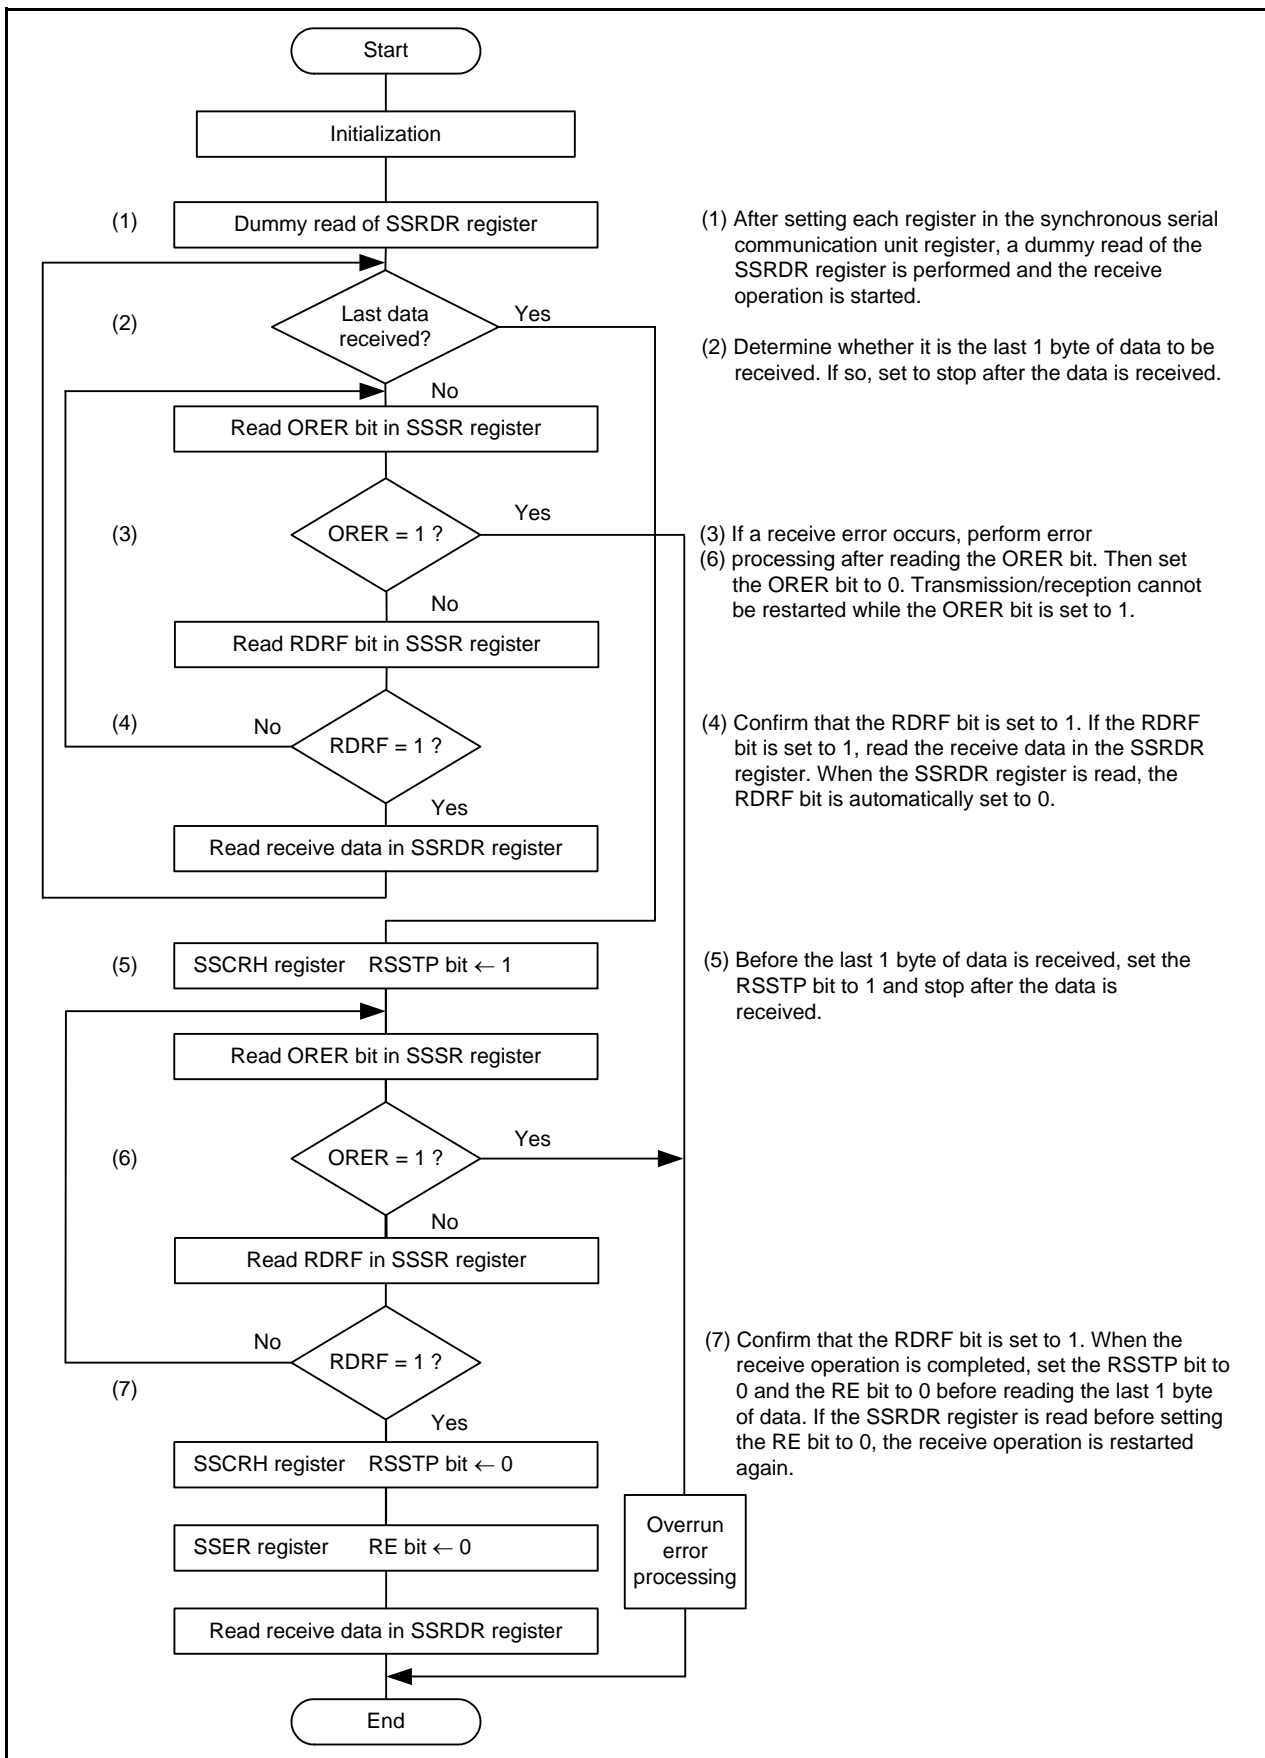 Start
Initialization
(1)
Dummy read of SSRDR register
(2)
Last data
received?
Yes
No
Read ORER bit in SSSR register
(3)
ORER = 1 ?
Yes
No
Read RDRF bit in SSSR register
(4)
No
RDRF = 1 ?
Yes
Read receive data in SSRDR register
(5)
SSCRH register RSSTP bit ← 1
Read ORER bit in SSSR register
(6)
ORER = 1 ?
Yes
No
Read RDRF in SSSR register
No
RDRF = 1 ?
(7)
Yes
SSCRH register RSSTP bit ← 0
SSER register RE bit ← 0
Overrun
error
processing
Read receive data in SSRDR register
End
(1) After setting each register in the synchronous serial
communication unit register, a dummy read of the
SSRDR register is performed and the receive
operation is started.
(2) Determine whether it is the last 1 byte of data to be
received. If so, set to stop after the data is received.
(3) If a receive error occurs, perform error
(6) processing after reading the ORER bit. Then set
the ORER bit to 0. Transmission/reception cannot
be restarted while the ORER bit is set to 1.
(4) Confirm that the RDRF bit is set to 1. If the RDRF
bit is set to 1, read the receive data in the SSRDR
register. When the SSRDR register is read, the
RDRF bit is automatically set to 0.
(5) Before the last 1 byte of data is received, set the
RSSTP bit to 1 and stop after the data is
received.
(7) Confirm that the RDRF bit is set to 1. When the
receive operation is completed, set the RSSTP bit to
0 and the RE bit to 0 before reading the last 1 byte
of data. If the SSRDR register is read before setting
the RE bit to 0, the receive operation is restarted
again.